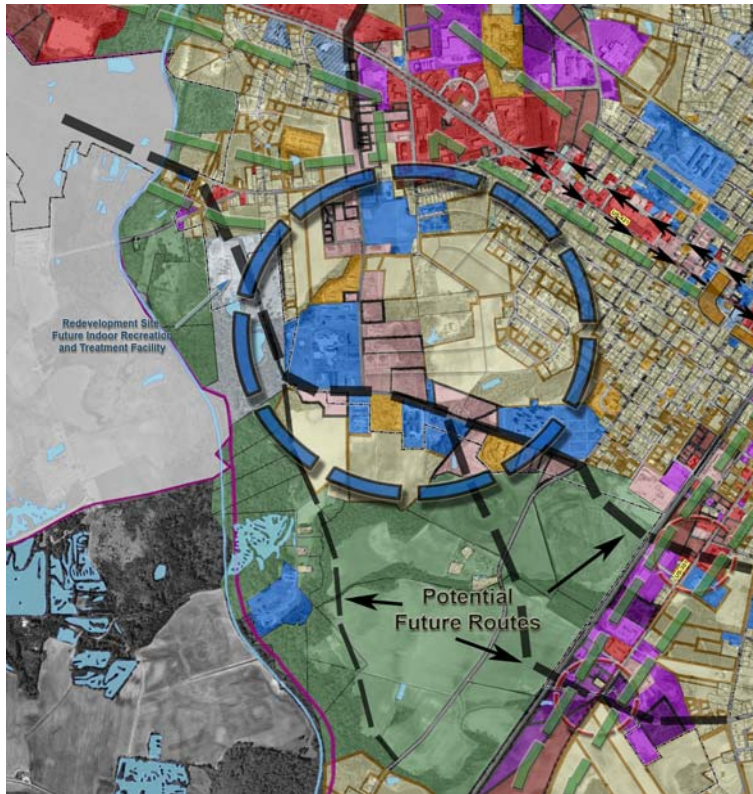 Redevelopment Site
Future Indoor Recreation
and Treatment Facility
Potential
Future Routes